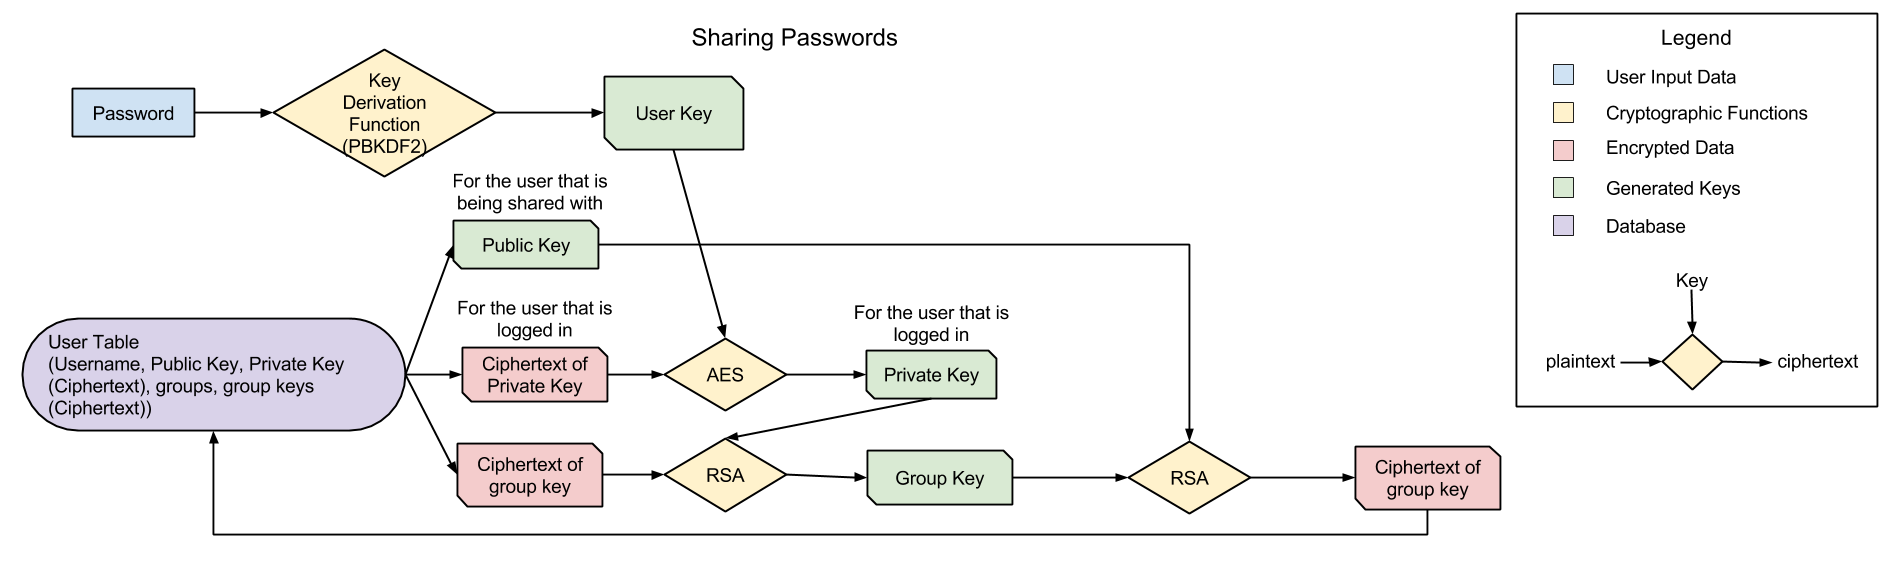 Sharing Passwords
Password
Key
Derivation
Function
(PBKDF2)
User Key
For the user that is
being shared with
Public Key
For the user that is
logged in
Ciphertext of
Private Key
AES
For the user that is
logged in
Private Key
User Table
(Username, Public Key, Private Key
(Ciphertext), groups, group keys
(Ciphertext))
Ciphertext of
group key
RSA
Group Key
RSA
Ciphertext of
group key
Legend
User Input Data
Cryptographic Functions
Encrypted Data
Generated Keys
Database
Key
plaintext
ciphertext